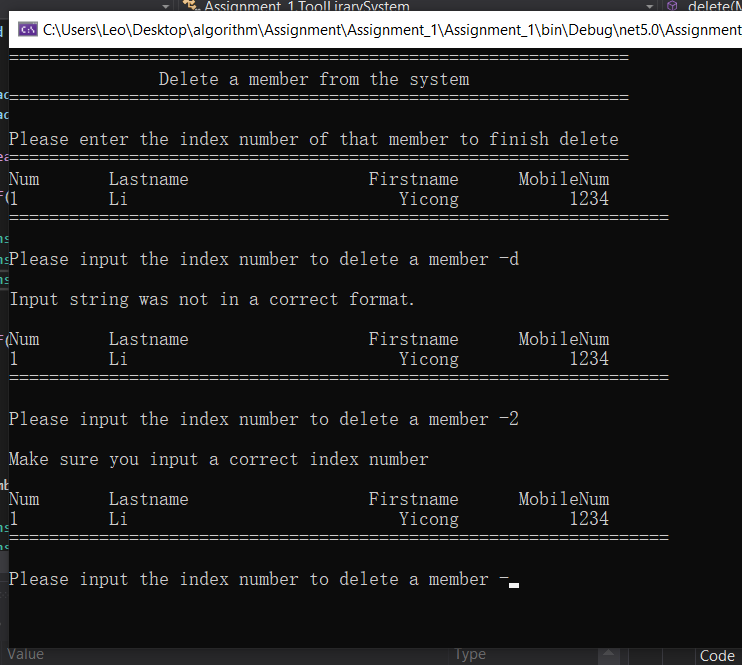 Assignment_1.ToolLirarySystem
delete(M
C:\Users\Leo\Desktop\algorithm\Assignment\Assignment_1\Assignment_1\bin\Debug\net5.0\Assignment
==============================================================
Delete a member from the system
==============================================================
Please enter the index number of that member to finish delete
==============================================================
Num Lastname Firstname MobileNum
1 Li Yicong 1234
==================================================================
Please input the index number to delete a member -d
Input string was not in a correct format.
Num Lastname Firstname MobileNum
1 Li Yicong 1234
==================================================================
Please input the index number to delete a member -2
Make sure you input a correct index number
Num Lastname Firstname MobileNum
1 Li Yicong 1234
==================================================================
Please input the index number to delete a member -
Value Type Code